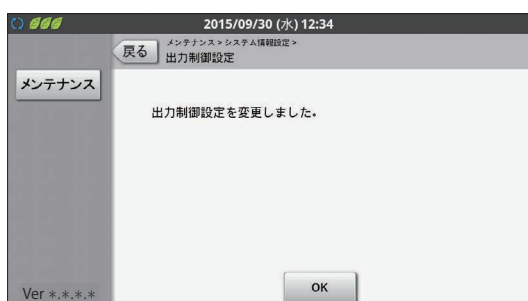 2015/09/30 (水) 12:34
戻る
メンテナンス > システム情報設定 >
出力制御設定
メンテナンス
出力制御設定を変更しました。
OK
Ver *.*.*.*